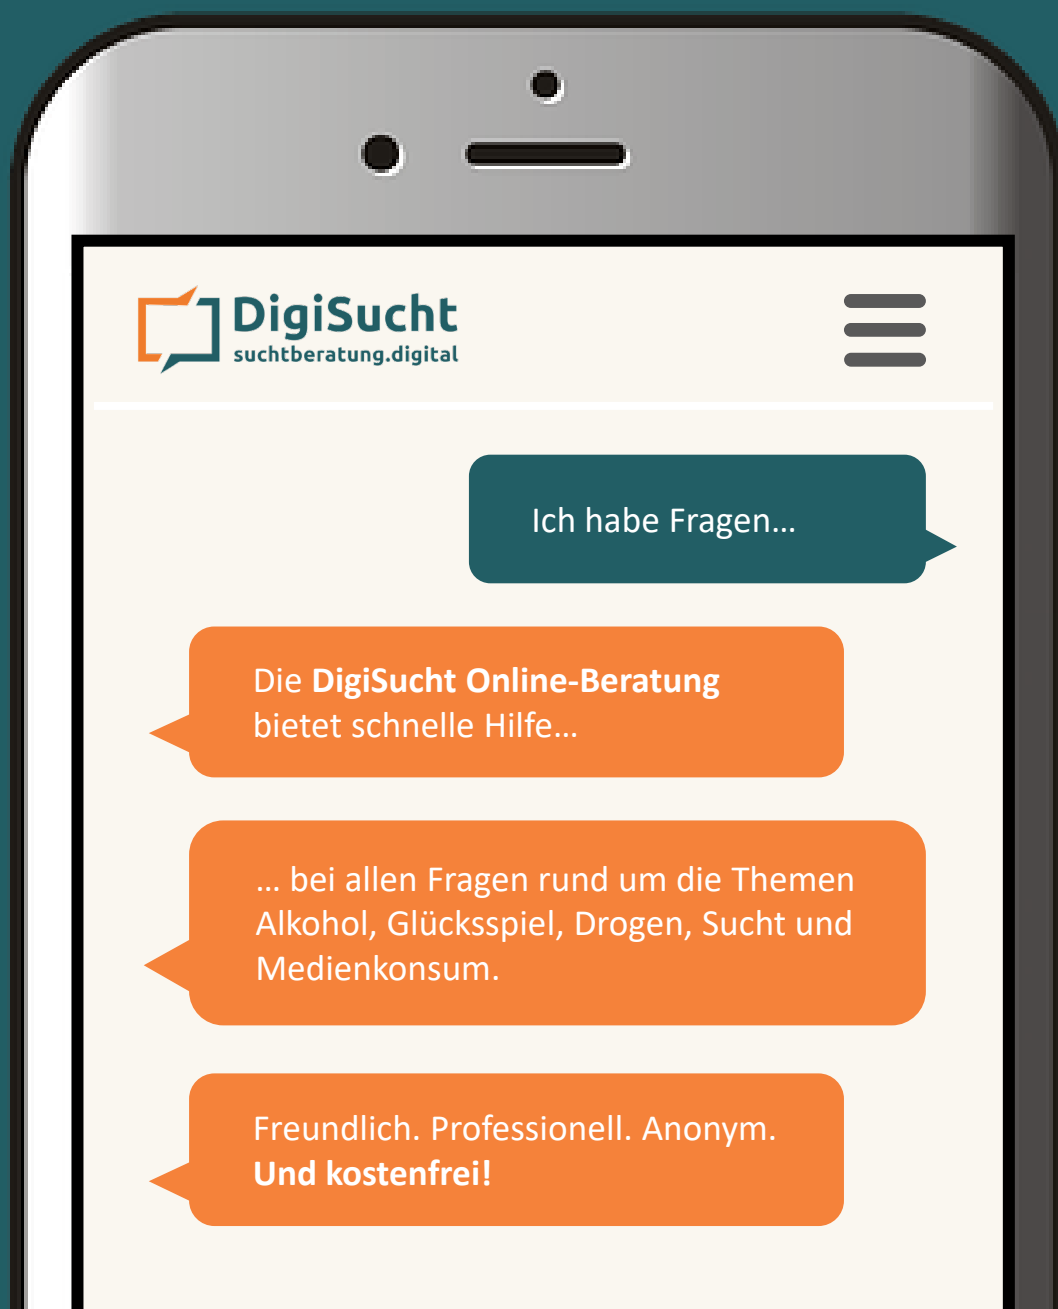 DigiSucht
suchtberatung.digital
Ich habe Fragen...
Die DigiSucht Online-Beratung
bietet schnelle Hilfe...
... bei allen Fragen rund um die Themen
Alkohol, Glücksspiel, Drogen, Sucht und
Medienkonsum.
Freundlich. Professionell. Anonym.
Und kostenfrei!